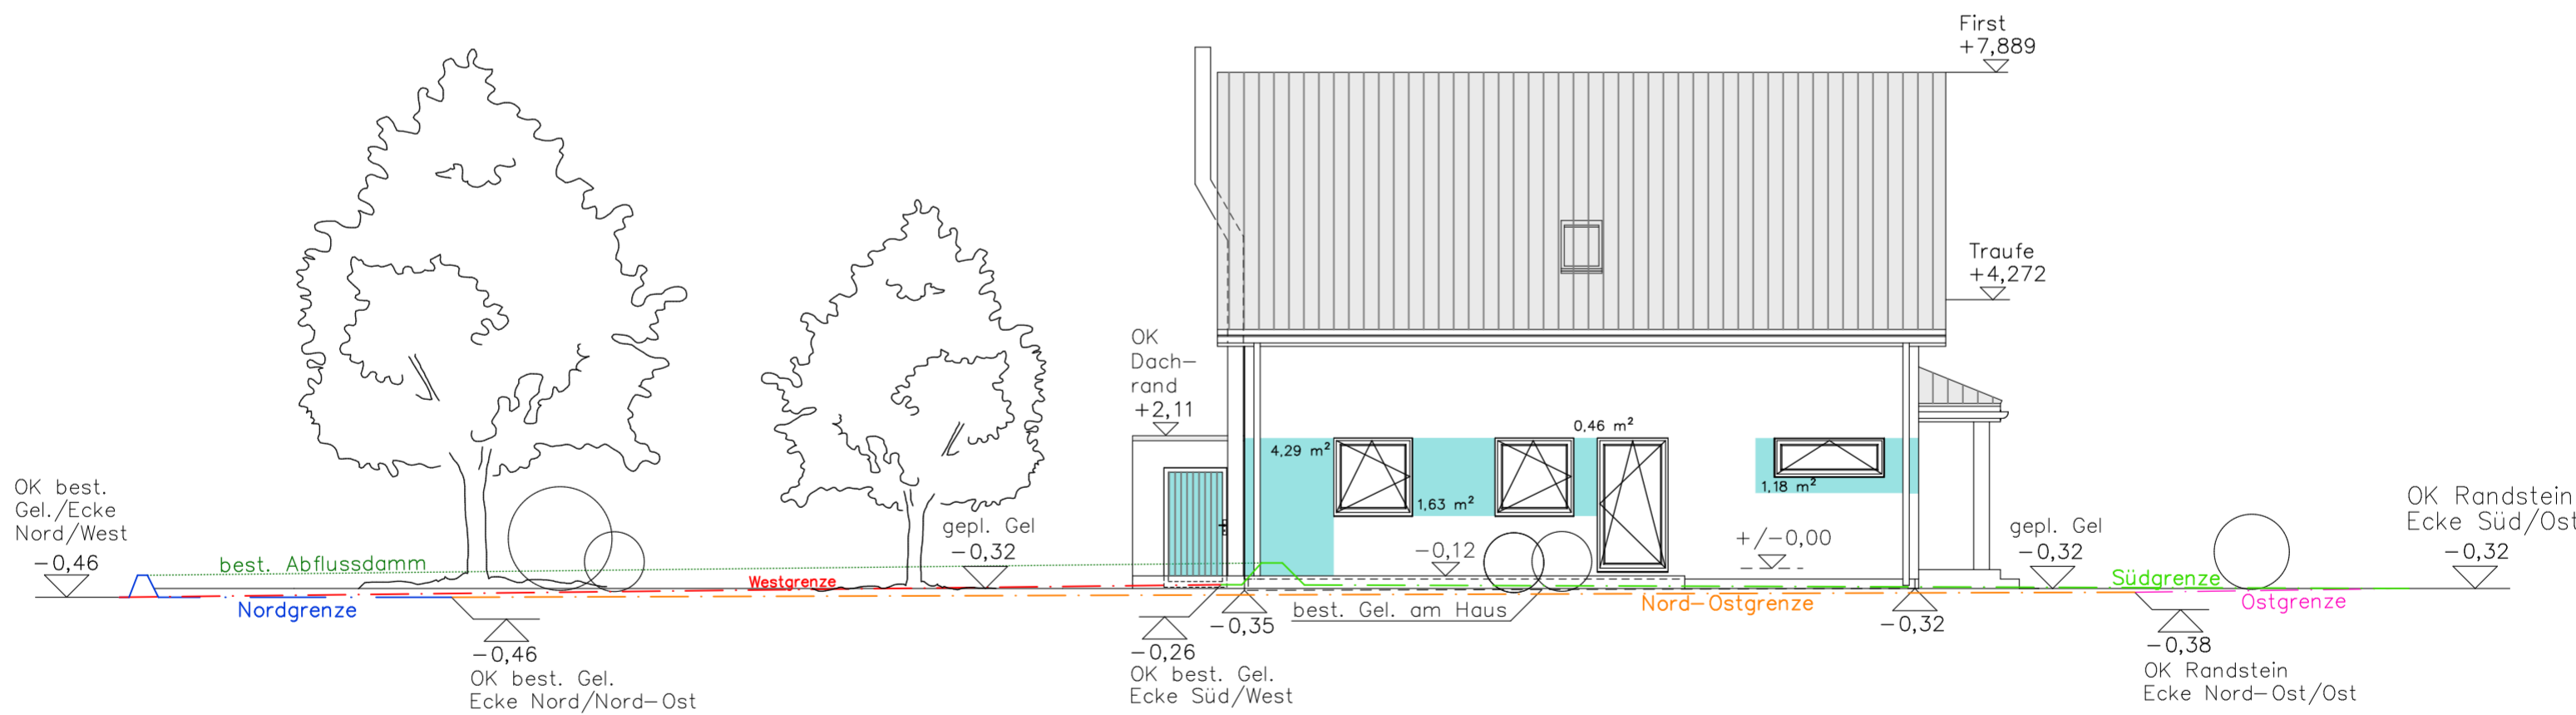 First
+7,889
Traufe
+4,272
OK
Dach-
rand
+2,11
0,46 m²
4,29 m²
1,63 m²
1,18 m²
OK best.
Gel./Ecke
Nord/West
-0,46
best. Abflussdamm
gepl. Gel
-0,32
-0,12
+/-0,00
gepl. Gel
-0,32
OK Randstein
Ecke Süd/Ost
-0,32
Westgrenze
Südgrenze
Nordgrenze
best. Gel. am Haus
Nord-Ostgrenze
Ostgrenze
-0,46
OK best. Gel.
Ecke Nord/Nord-Ost
-0,26
OK best. Gel.
Ecke Süd/West
-0,35
-0,32
-0,38
OK Randstein
Ecke Nord-Ost/Ost